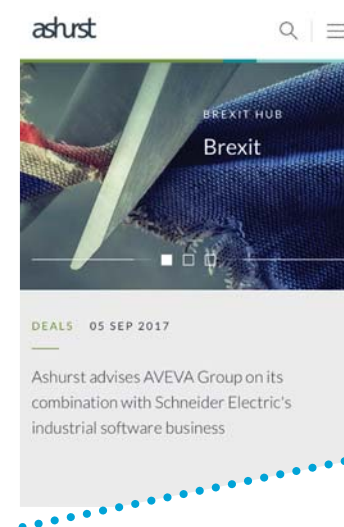 ashurst
BREXIT HUB
Brexit
DEALS 05 SEP 2017
Ashurst advises AVEVA Group on its
combination with Schneider Electric's
industrial software business